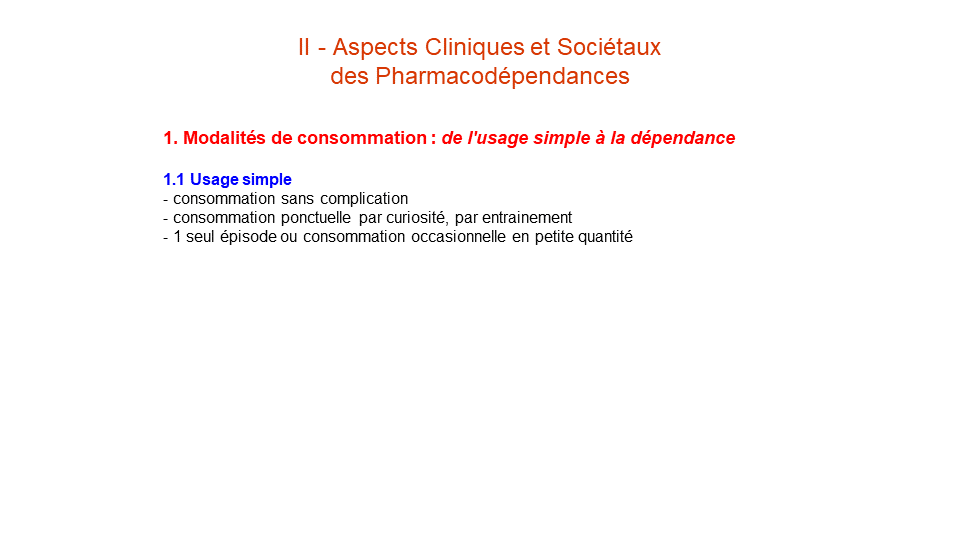 II - Aspects Cliniques et Sociétaux
des Pharmacodépendances
1. Modalités de consommation : de l'usage simple à la dépendance
1.1 Usage simple
- consommation sans complication
- consommation ponctuelle par curiosité, par entrainement
- 1 seul épisode ou consommation occasionnelle en petite quantité